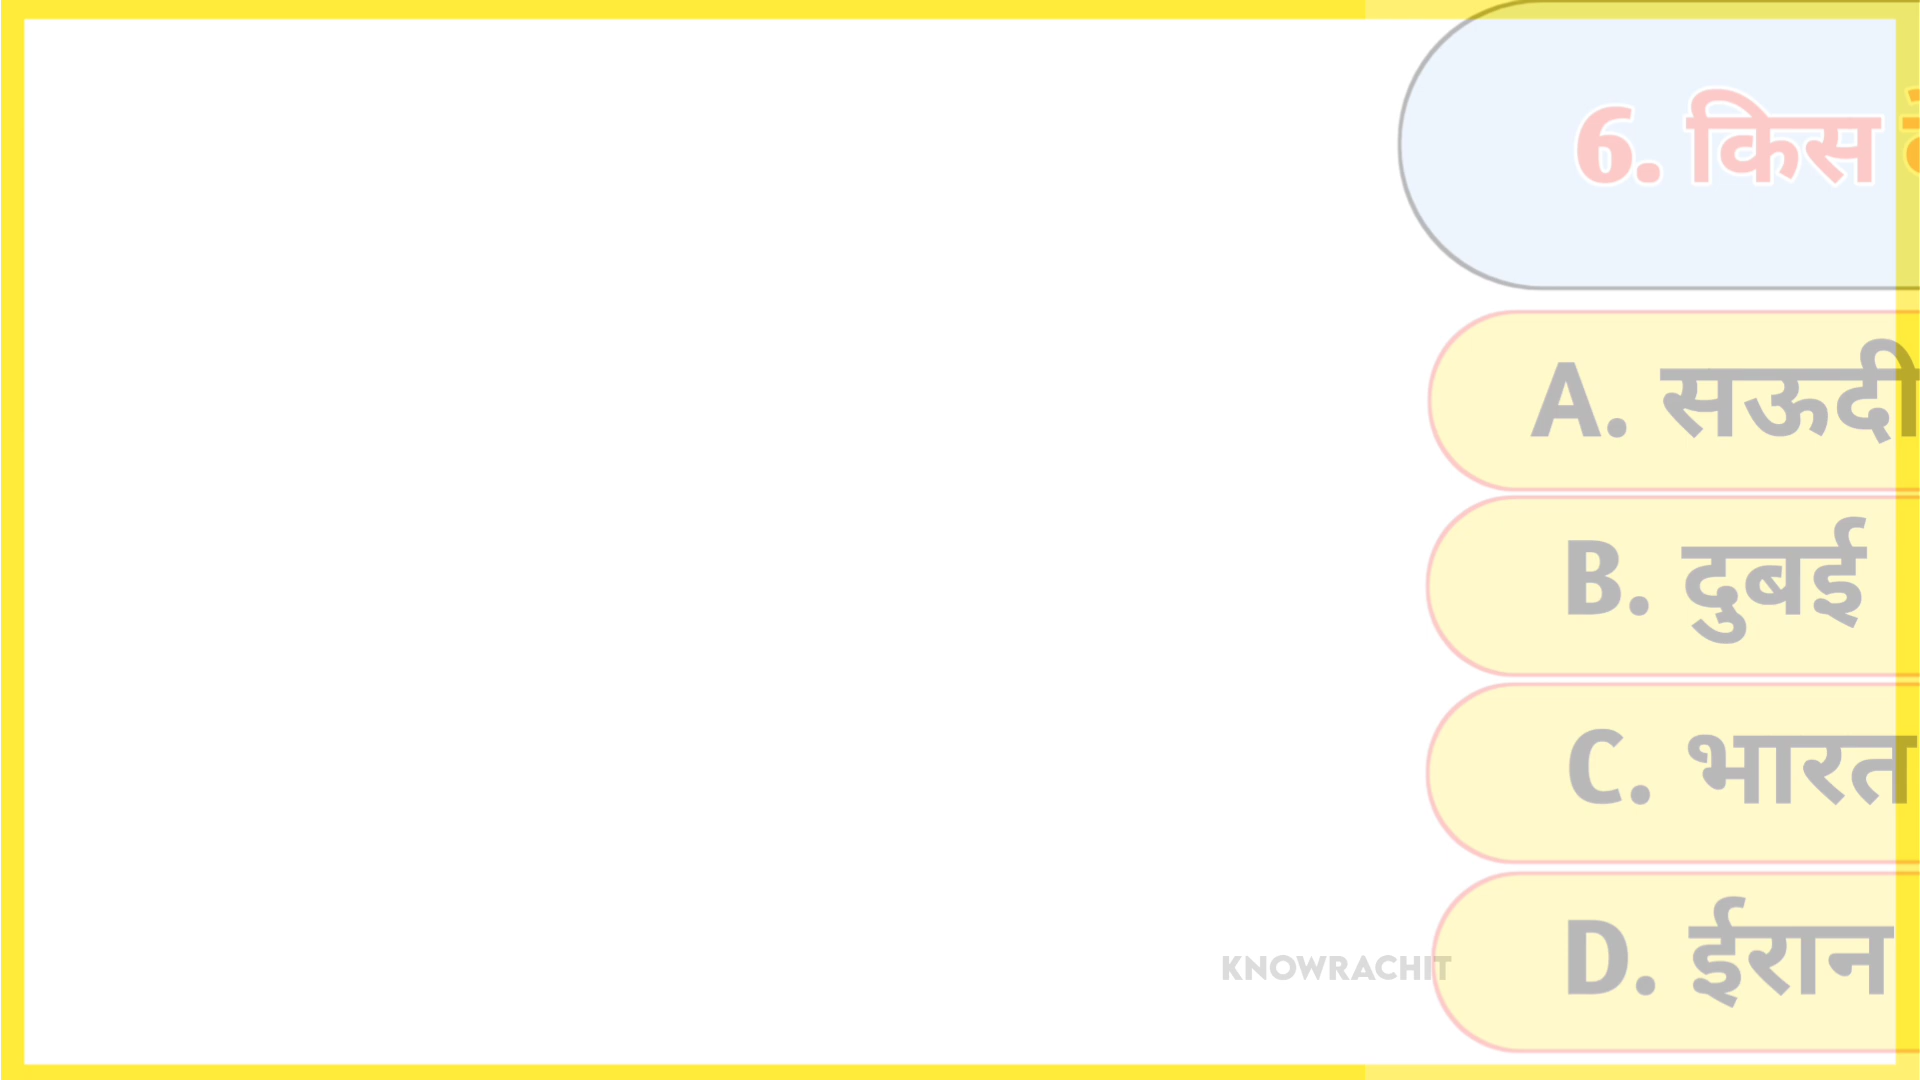 6. किस
A. सऊदी
B. दुबई
C. भारत
D. ईरान
KNOWRACHIT